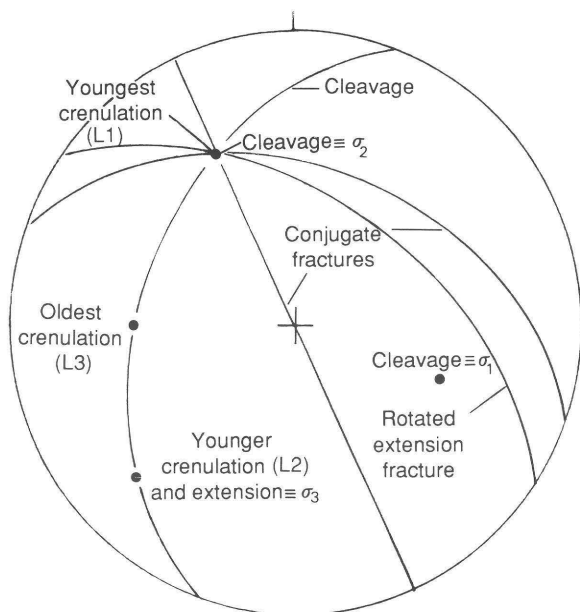 Youngest
crenulation
(L1)
Cleavage
Cleavage≡ σ2
Conjugate
fractures
Oldest
crenulation
(L3)
Cleavage≡σ1
Rotated
extension
fracture
Younger
crenulation (L2)
and extension≡ σ3